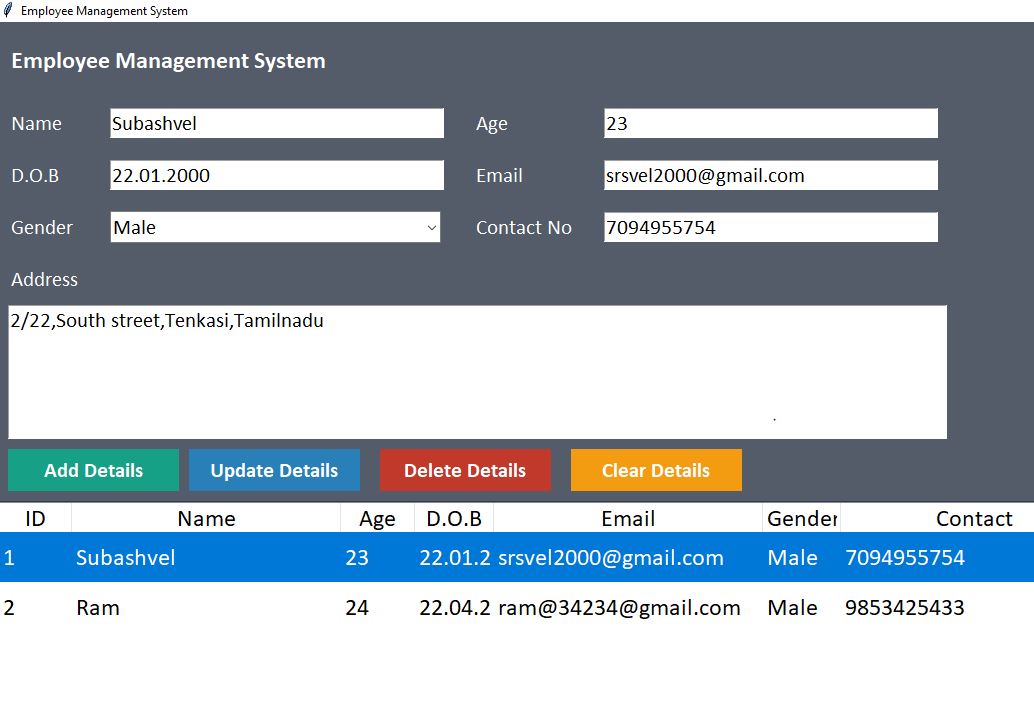 Employee Management System
Employee Management System
Name Subashvel Age 23
D.O.B 22.01.2000 Email srsvel2000@gmail.com
Gender Male Contact No 7094955754
Address
2/22,South street,Tenkasi,Tamilnadu
Add Details Update Details Delete Details Clear Details
ID Name Age D.O.B Email Gender Contact
1 Subashvel 23 22.01.2 srsvel2000@gmail.com Male 7094955754
2 Ram 24 22.04.2 ram@34234@gmail.com Male 9853425433